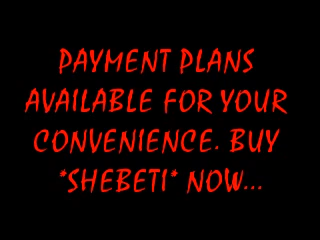 PAYMENT PLANS
AVAILABLE FOR YOUR
CONVENIENCE. BUY
*SHEBETI* NOW...